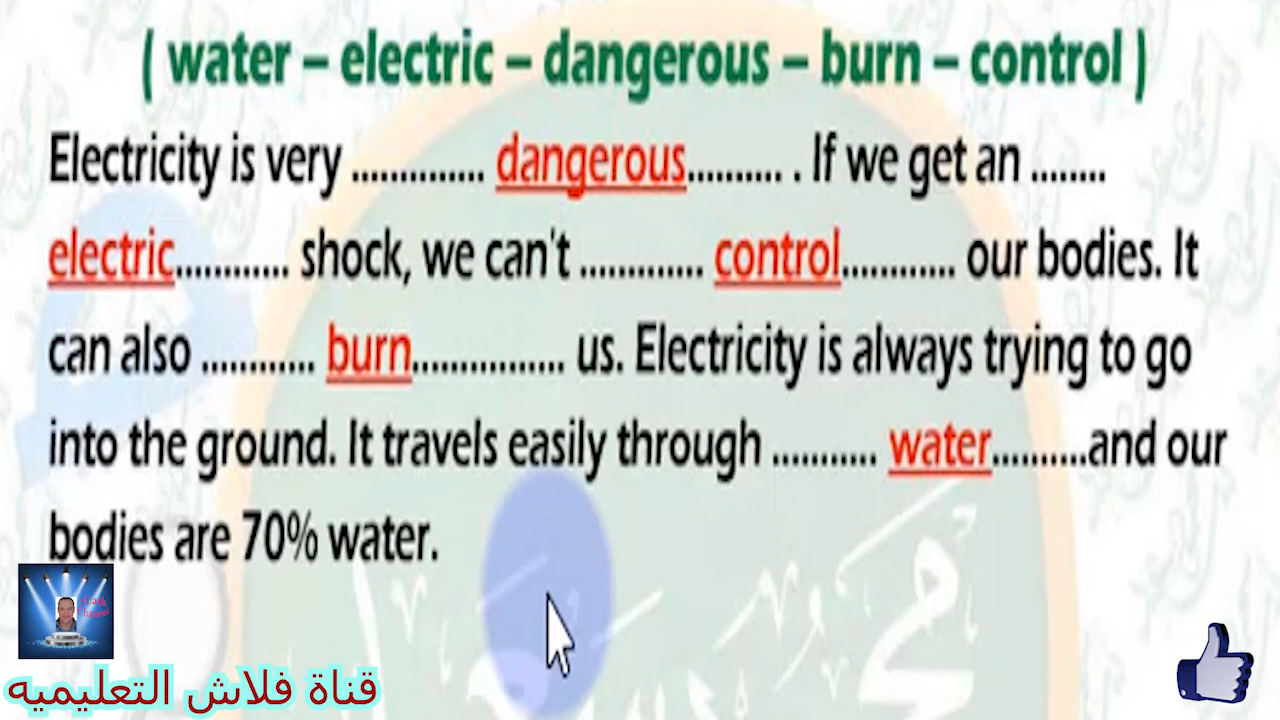 ( water – electric – dangerous – burn – control )
Electricity is very .............. dangerous.......... . If we get an ........
electric............ shock, we can't ............. control............ our bodies. It
can also ............ burn................ us. Electricity is always trying to go
into the ground. It travels easily through ........... water..........and our
bodies are 70% water.
قناة فلاش التعليميه